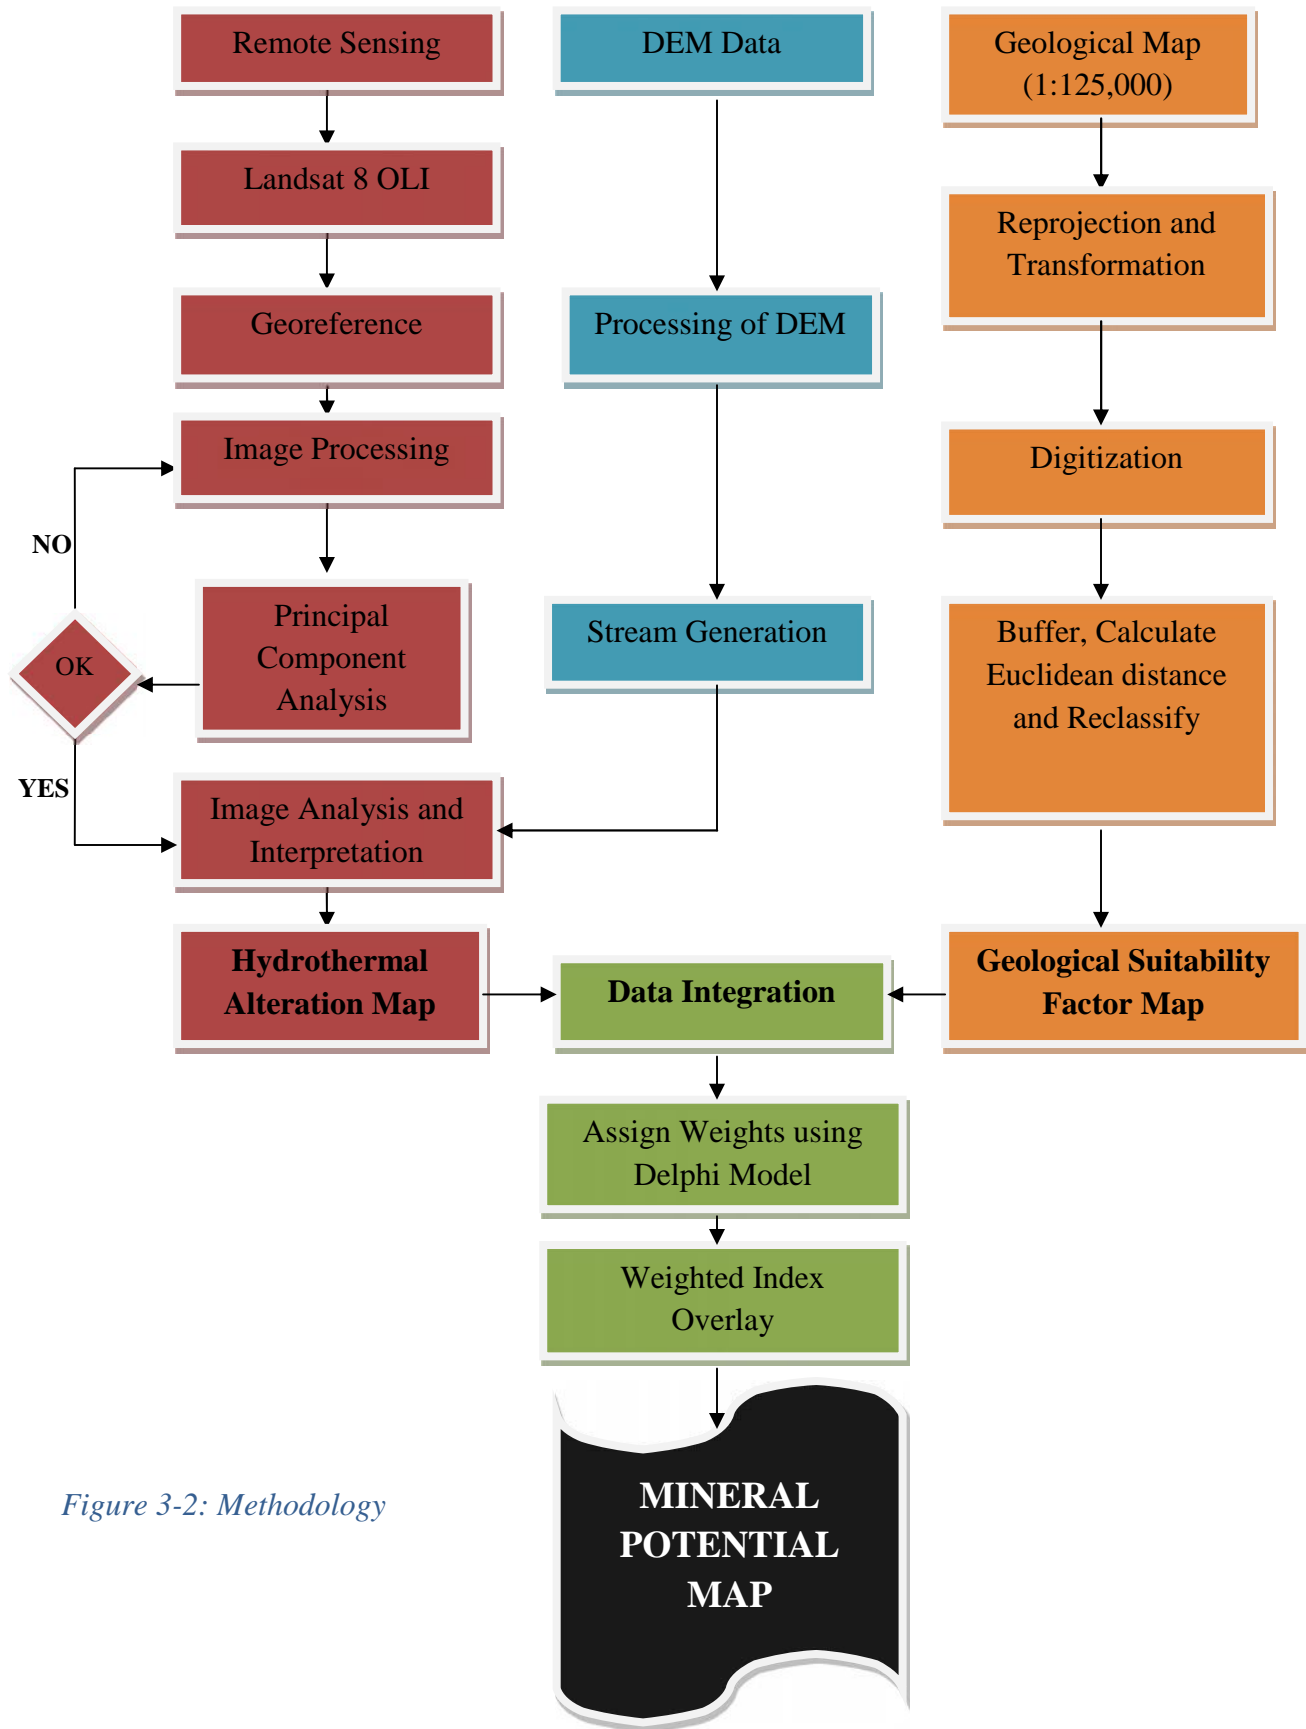 Remote Sensing
DEM Data
Geological Map
(1:125,000)
Landsat 8 OLI
Reprojection and
Transformation
Georeference
Processing of DEM
Image Processing
Digitization
NO
Principal
Component
Analysis
OK
Stream Generation
Buffer, Calculate
Euclidean distance
and Reclassify
YES
Image Analysis and
Interpretation
Hydrothermal
Alteration Map
Data Integration
Geological Suitability
Factor Map
Assign Weights using
Delphi Model
Weighted Index
Overlay
MINERAL
POTENTIAL
MAP
Figure 3-2: Methodology